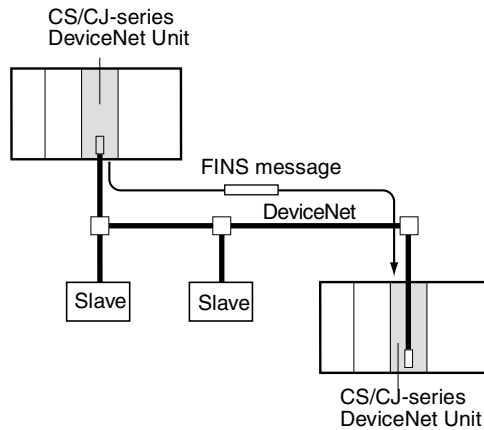 CS/CJ-series
DeviceNet Unit
FINS message
DeviceNet
Slave
Slave
CS/CJ-series
DeviceNet Unit